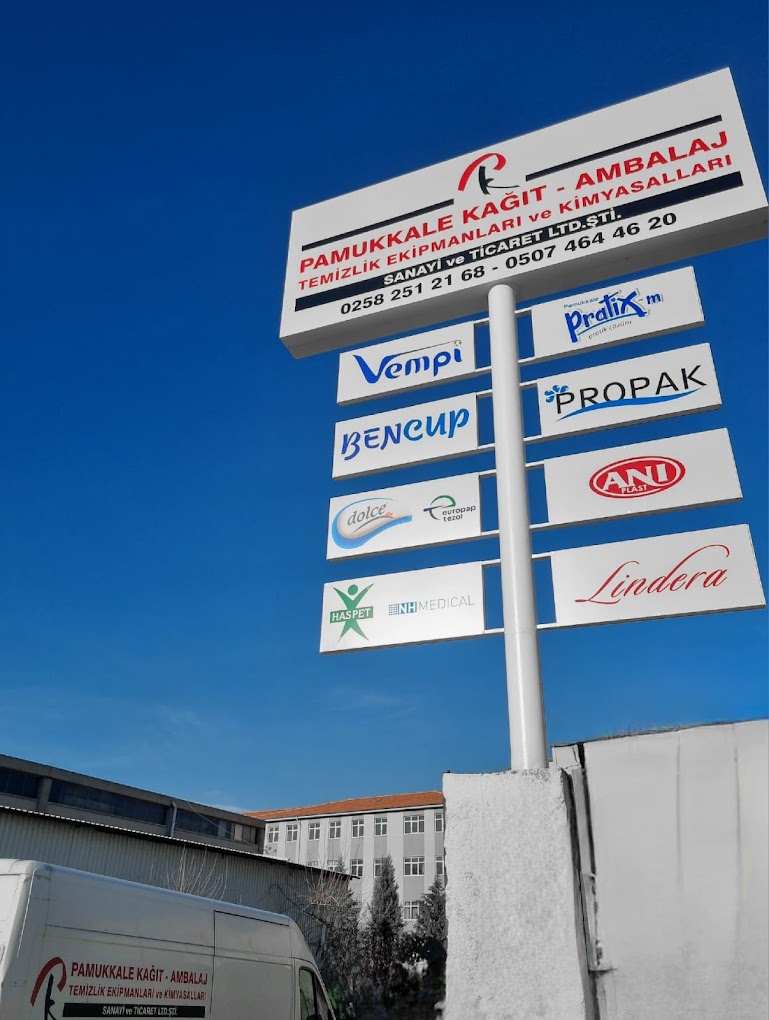 PAMUKKALE KAĞIT - AMBALAJ
TEMİZLİK EKİPMANLARI ve KİMYASALLARI
SANAYİ ve TİCARET LTD.ŞTİ.
0258 251 21 68 - 0507 464 46 20
Vempi
Pamukkale
Pratix-m
pratik çözüm
BENCUP
PROPAK
dolce
europap
tezol
ANI
PLAST
HASPET
NH MEDICAL
Lindera
PAMUKKALE KAĞIT - AMBALAJ
TEMİZLİK EKİPMANLARI ve KİMYASALLARI
SANAYİ ve TİCARET LTD.ŞTİ.